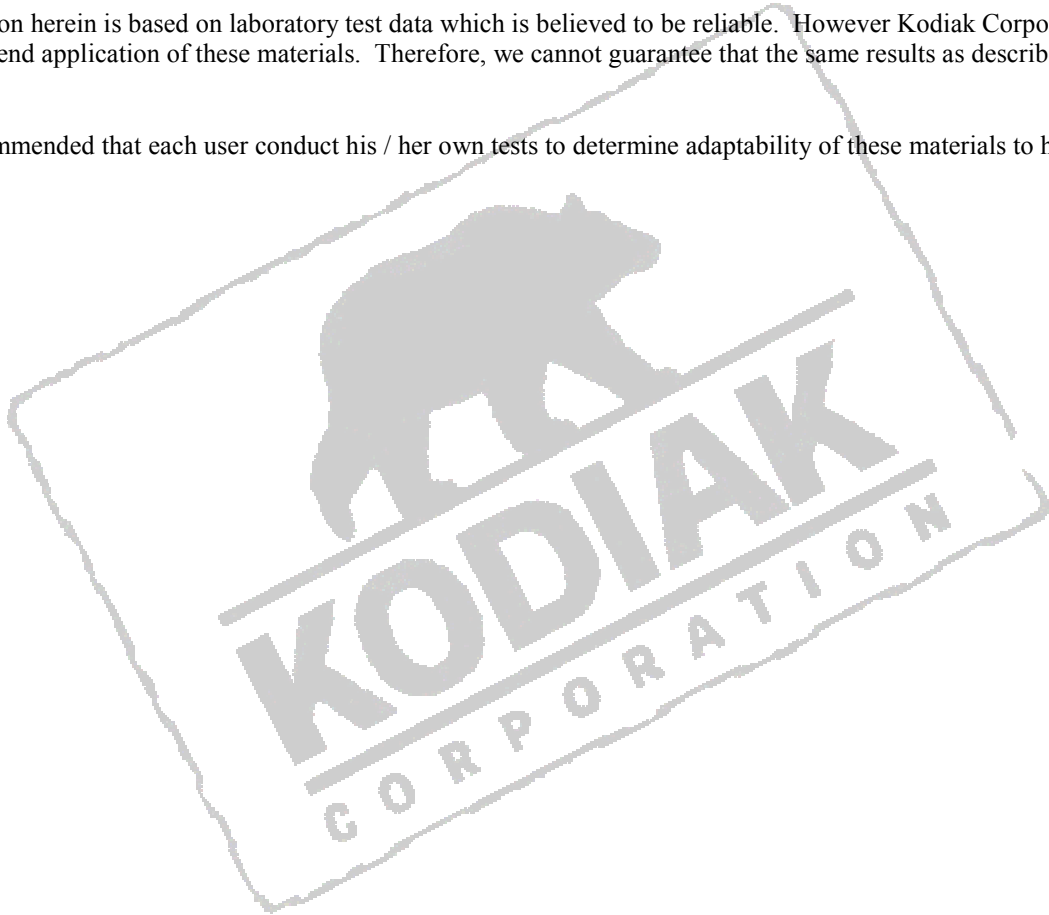 on herein is based on laboratory test data which is believed to be reliable. However Kodiak Corpo
end application of these materials. Therefore, we cannot guarantee that the same results as describ
mmended that each user conduct his / her own tests to determine adaptability of these materials to h
KODIAK
CORPORATION